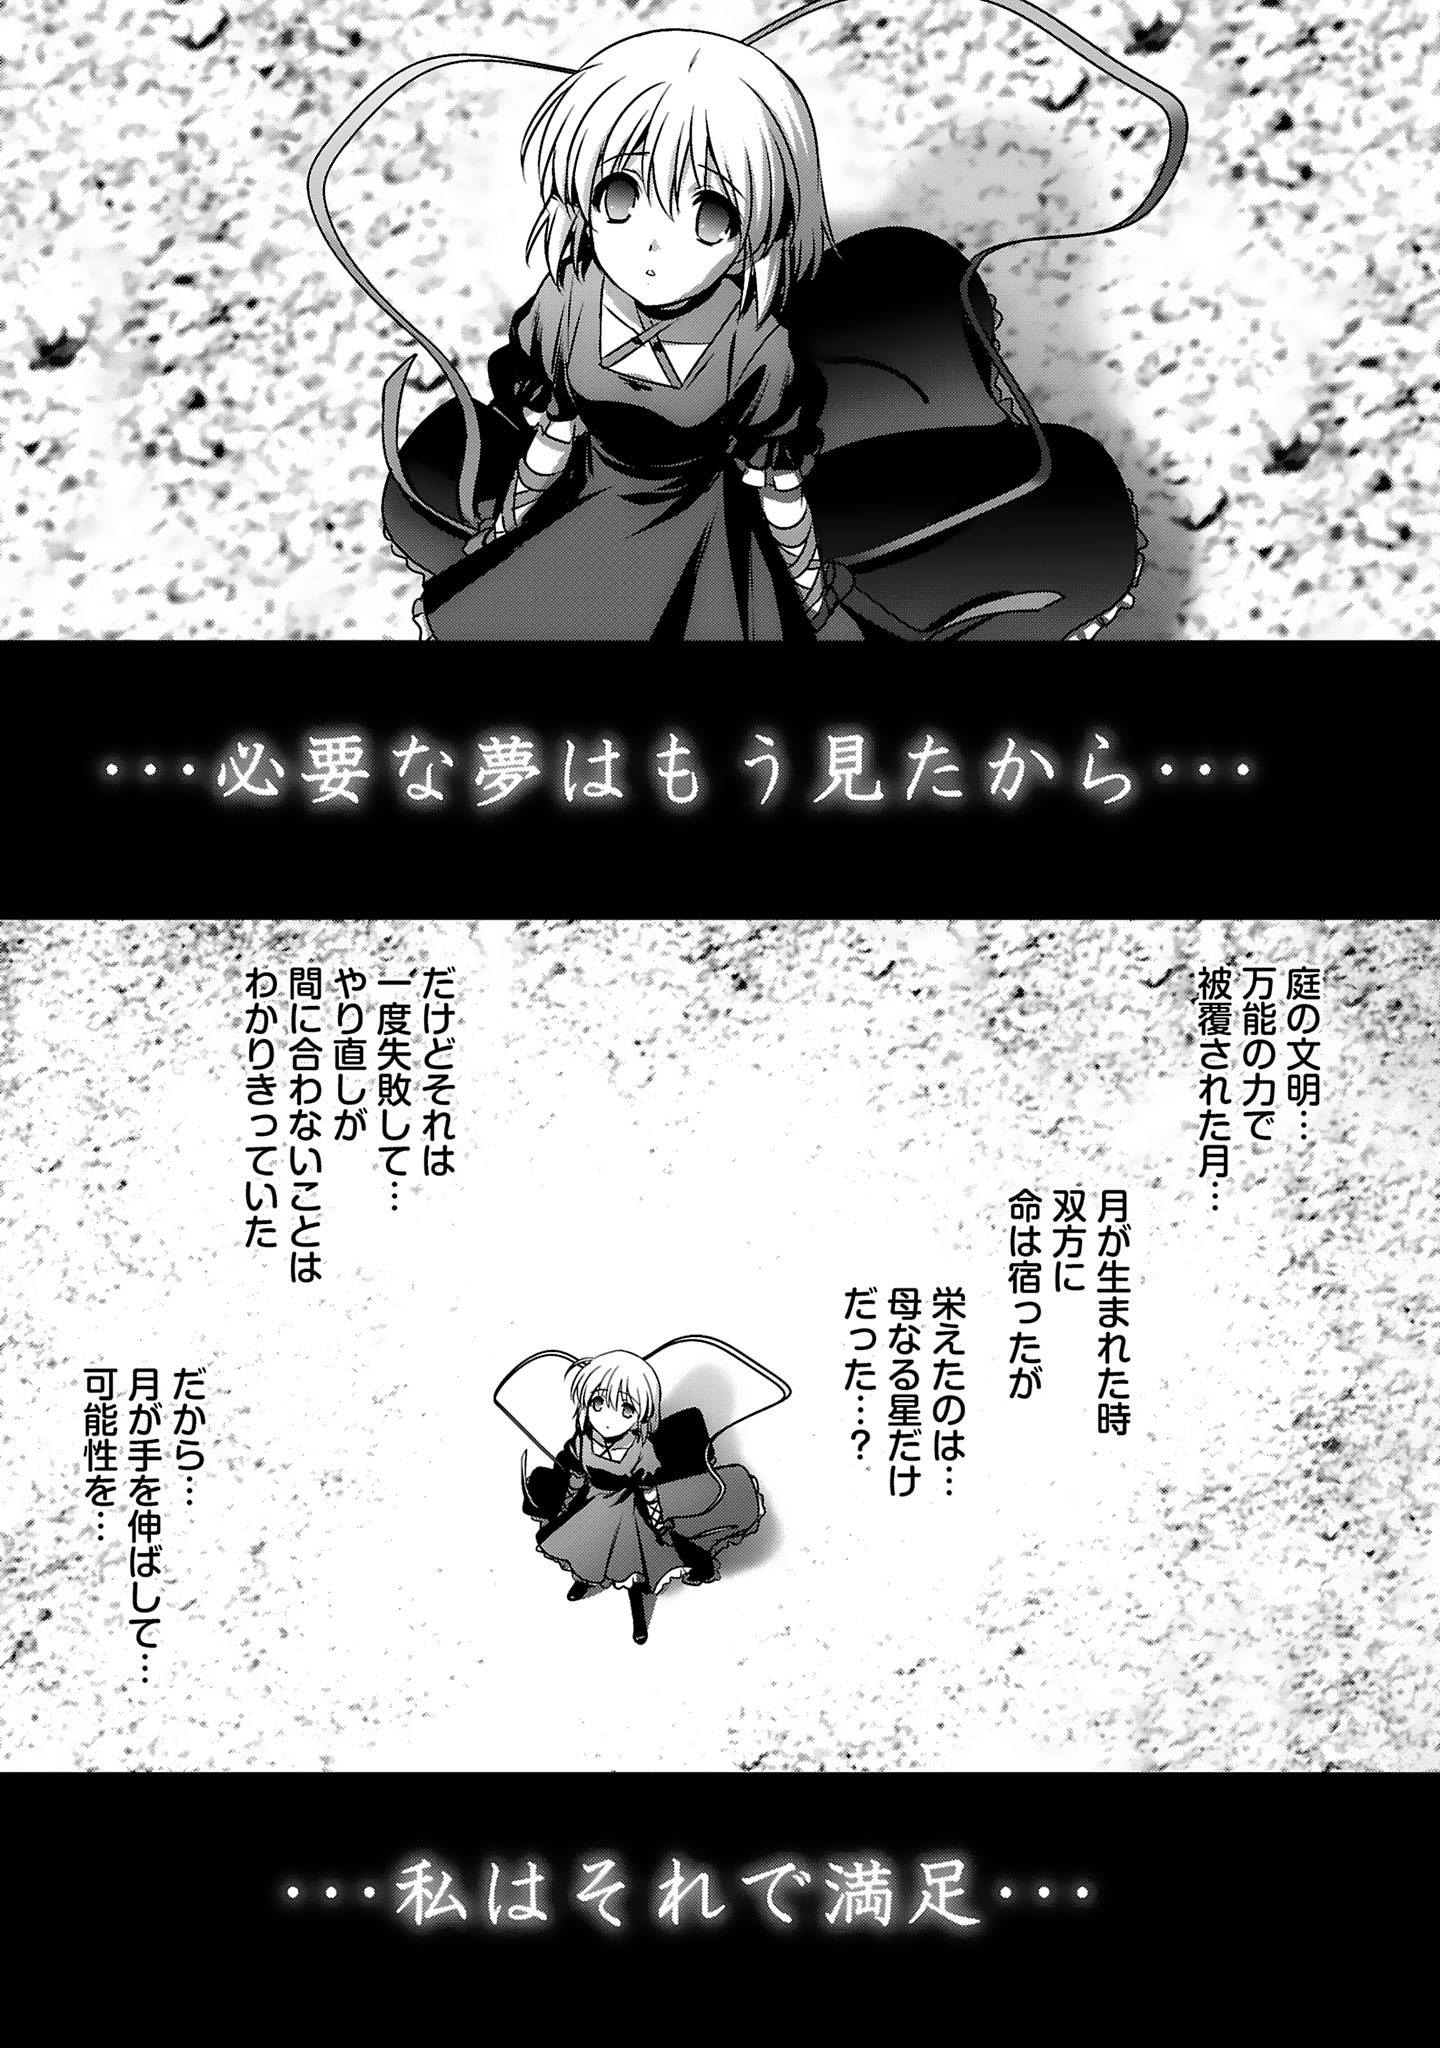 …必要な夢はもう見たから…
庭の文明…
万能の力で
被覆された月…
月が生まれた時
双方に
命は宿ったが
栄えたのは…
母なる星だけ
だった…？
だけどそれは
一度失敗して…
やり直しが
間に合わないことは
わかりきっていた
だから…
月が手を伸ばして…
可能性を…
…私はそれで満足…